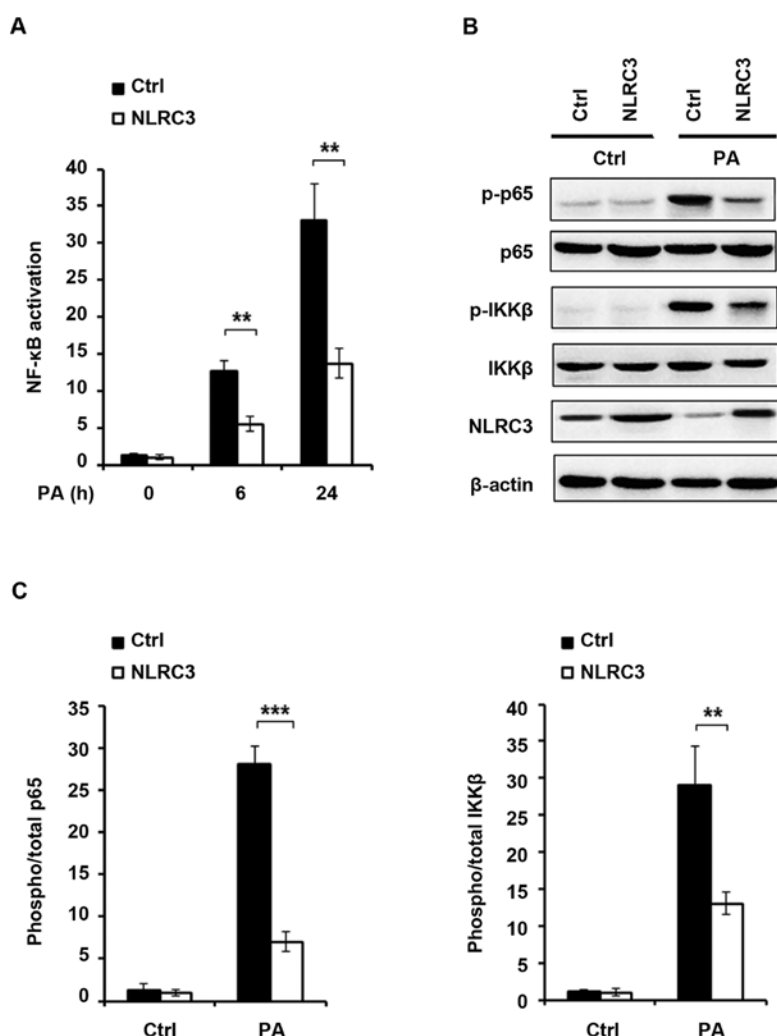 A
Ctrl
NLRC3
NF-κB activation
40
35
30
25
20
15
10
5
0
**
**
PA (h) 0 6 24
B
Ctrl NLRC3 Ctrl NLRC3
Ctrl PA
p-p65
p65
p-IKKβ
IKKβ
NLRC3
β-actin
C
Ctrl
NLRC3
Phospho/total p65
35
30
25
20
15
10
5
0
***
Ctrl PA
Ctrl
NLRC3
Phospho/total IKKβ
40
35
30
25
20
15
10
5
0
**
Ctrl PA